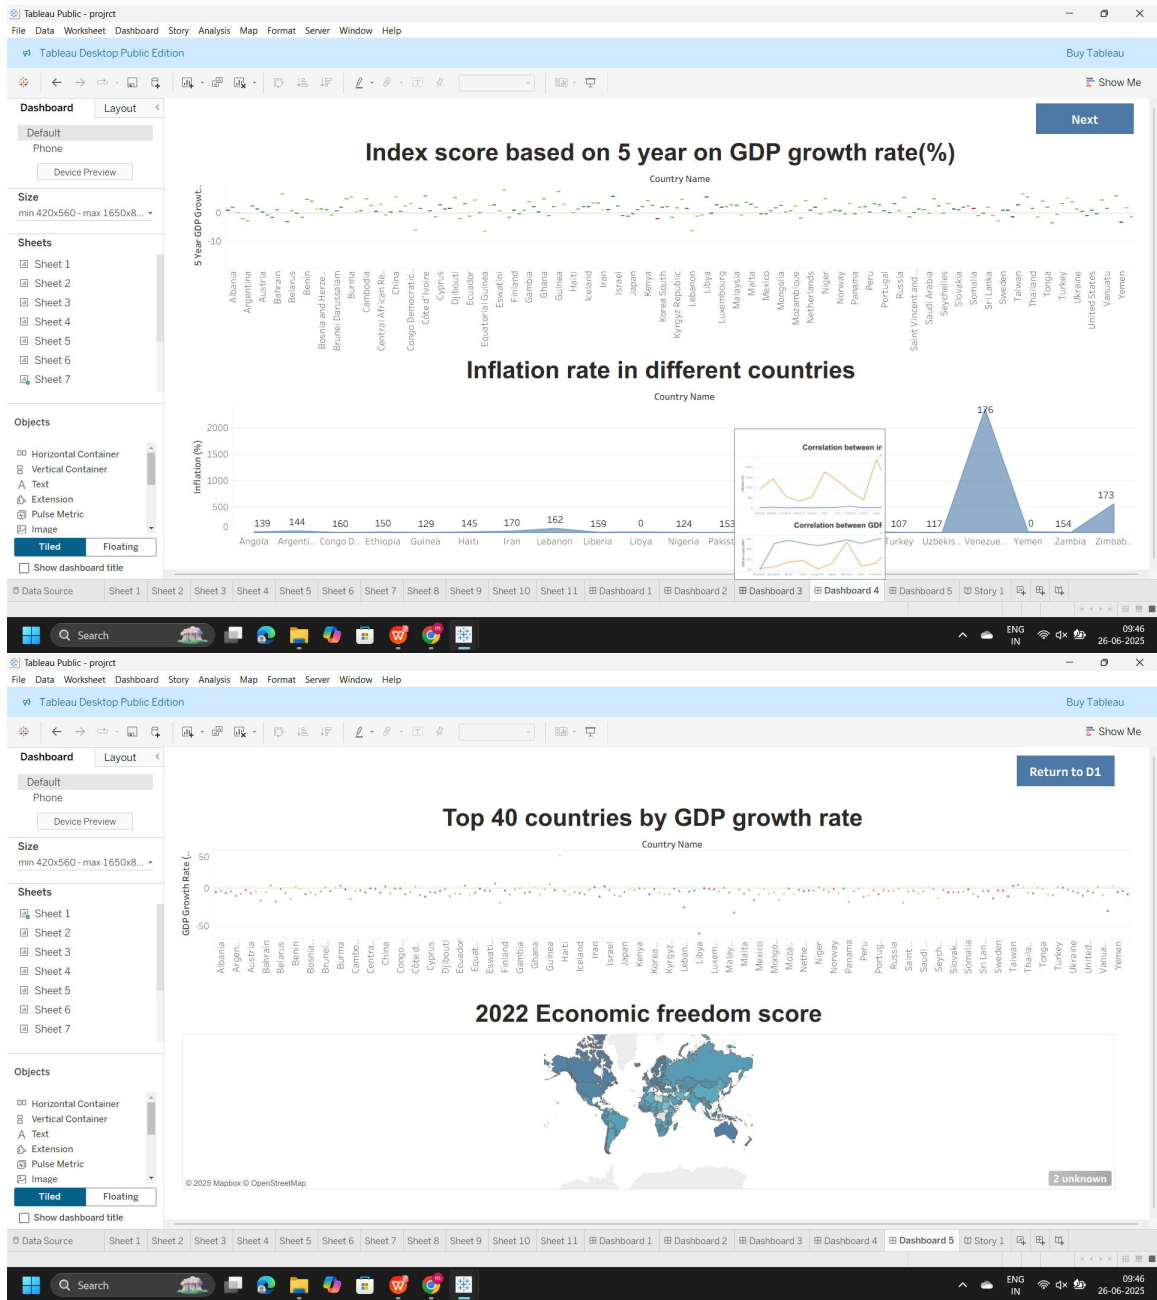 Tableau Public - projrct
File Data Worksheet Dashboard Story Analysis Map Format Server Window Help
Tableau Desktop Public Edition Buy Tableau
Show Me
Dashboard Layout
Default
Phone
Device Preview
Size
min 420x560 - max 1650x8...
Sheets
Sheet 1
Sheet 2
Sheet 3
Sheet 4
Sheet 5
Sheet 6
Sheet 7
Objects
Horizontal Container
Vertical Container
Text
Extension
Pulse Metric
Image
Tiled Floating
Show dashboard title
Next
Index score based on 5 year on GDP growth rate(%)
Country Name
5 Year GDP Growt..
0
-10
Albania
Argentina
Austria
Bahrain
Belarus
Benin
Bosnia and Herze..
Brunei Darussalam
Burma
Cambodia
Central African Re..
China
Congo Democratic..
Côte d'Ivoire
Cyprus
Djibouti
Ecuador
Equatorial Guinea
Eswatini
Finland
Gambia
Ghana
Guinea
Haiti
Iceland
Iran
Israel
Japan
Kenya
Korea South
Kyrgyz Republic
Lebanon
Libya
Luxembourg
Malaysia
Malta
Mexico
Mongolia
Mozambique
Netherlands
Niger
Norway
Panama
Peru
Portugal
Russia
Saint Vincent and ..
Saudi Arabia
Seychelles
Slovakia
Somalia
Sri Lanka
Sweden
Taiwan
Thailand
Tonga
Turkey
Ukraine
United States
Vanuatu
Yemen
Inflation rate in different countries
Country Name
Inflation (%)
2000
1500
1000
500
0
139 144 160 150 129 145 170 162 159 0 124 153 107 117 176 0 154 173
Angola Argenti.. Congo D.. Ethiopia Guinea Haiti Iran Lebanon Liberia Libya Nigeria Pakist Turkey Uzbekis.. Venezue.. Yemen Zambia Zimbab..
Correlation between in
Correlation between GDP
Data Source Sheet 1 Sheet 2 Sheet 3 Sheet 4 Sheet 5 Sheet 6 Sheet 7 Sheet 8 Sheet 9 Sheet 10 Sheet 11 Dashboard 1 Dashboard 2 Dashboard 3 Dashboard 4 Dashboard 5 Story 1
Search
ENG
IN
09:46
26-06-2025
Tableau Public - projrct
File Data Worksheet Dashboard Story Analysis Map Format Server Window Help
Tableau Desktop Public Edition Buy Tableau
Show Me
Dashboard Layout
Default
Phone
Device Preview
Size
min 420x560 - max 1650x8...
Sheets
Sheet 1
Sheet 2
Sheet 3
Sheet 4
Sheet 5
Sheet 6
Sheet 7
Objects
Horizontal Container
Vertical Container
Text
Extension
Pulse Metric
Image
Tiled Floating
Show dashboard title
Return to D1
Top 40 countries by GDP growth rate
Country Name
GDP Growth Rate (..
50
0
-50
Albania
Argen..
Austria
Bahrain
Belarus
Benin
Bosnia..
Brunei..
Burma
Cambo..
Centra..
China
Congo ..
Côte d..
Cyprus
Djibouti
Ecuador
Equat..
Eswati..
Finland
Gambia
Ghana
Guinea
Haiti
Iceland
Iran
Israel
Japan
Kenya
Korea ..
Kyrgyz..
Leban..
Libya
Luxem..
Malay..
Malta
Mexico
Mongo..
Moza..
Nethe..
Niger
Norway
Panama
Peru
Portug..
Russia
Saint..
Saudi ..
Seych..
Slovak..
Somalia
Sri Lan..
Sweden
Taiwan
Thaila..
Tonga
Turkey
Ukraine
United..
Vanua..
Yemen
2022 Economic freedom score
© 2025 Mapbox © OpenStreetMap
2 unknown
Data Source Sheet 1 Sheet 2 Sheet 3 Sheet 4 Sheet 5 Sheet 6 Sheet 7 Sheet 8 Sheet 9 Sheet 10 Sheet 11 Dashboard 1 Dashboard 2 Dashboard 3 Dashboard 4 Dashboard 5 Story 1
Search
ENG
IN
09:46
26-06-2025